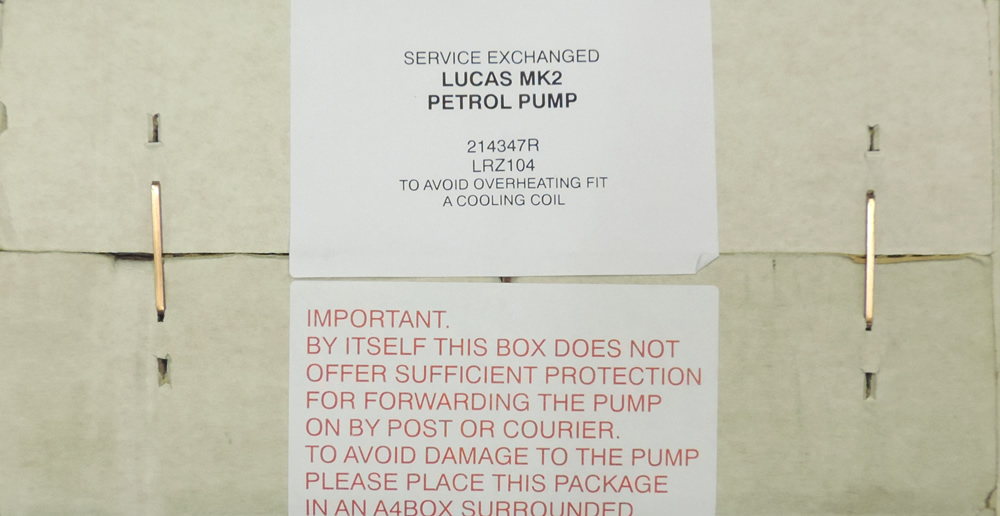 SERVICE EXCHANGED
LUCAS MK2
PETROL PUMP
214347R
LRZ104
TO AVOID OVERHEATING FIT
A COOLING COIL
IMPORTANT.
BY ITSELF THIS BOX DOES NOT
OFFER SUFFICIENT PROTECTION
FOR FORWARDING THE PUMP
ON BY POST OR COURIER.
TO AVOID DAMAGE TO THE PUMP
PLEASE PLACE THIS PACKAGE
IN AN A4BOX SURROUNDED